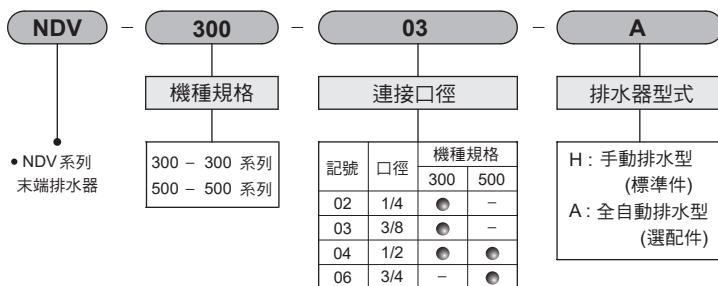 NDV – 300 – 03 – A
機種規格
連接口徑
排水器型式
● NDV系列
末端排水器
300 – 300 系列
500 – 500 系列
記號 口徑 機種規格
300 500
02 1/4 ● –
03 3/8 ● –
04 1/2 ● ●
06 3/4 – ●
H : 手動排水型
(標準件)
A : 全自動排水型
(選配件)